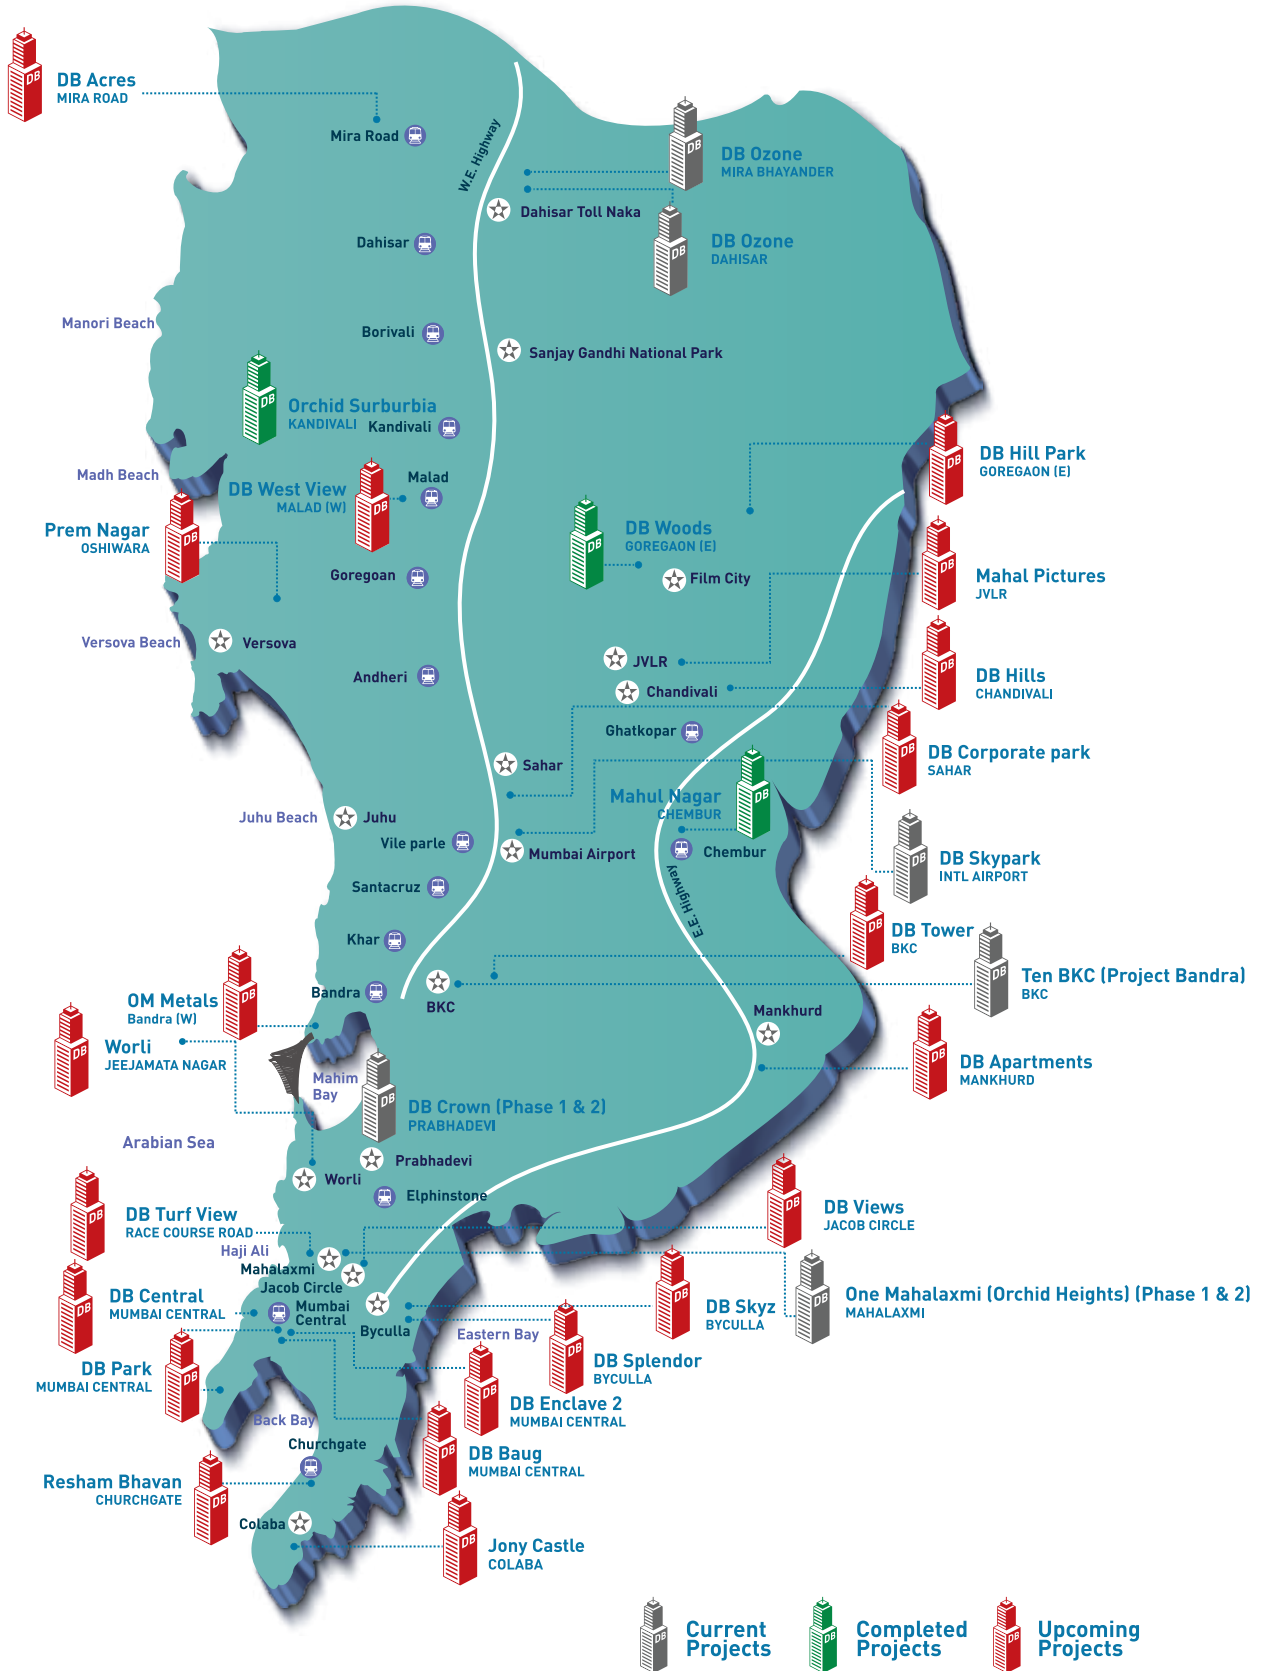 DB Acres
MIRA ROAD
Mira Road
W.E. Highway
DB
DB Ozone
MIRA BHAYANDER
Dahisar Toll Naka
DB Ozone
DAHISAR
Dahisar
Manori Beach
Borivali
Sanjay Gandhi National Park
Orchid Surburbia
KANDIVALI
Kandivali
Madh Beach
DB West View
MALAD (W)
Malad
DB Hill Park
GOREGAON (E)
Prem Nagar
OSHIWARA
DB Woods
GOREGAON (E)
Goregoan
Film City
Mahal Pictures
JVLR
Versova Beach
Versova
JVLR
Andheri
Chandivali
DB Hills
CHANDIVALI
Ghatkopar
DB Corporate park
SAHAR
Sahar
Mahul Nagar
CHEMBUR
Juhu Beach
Juhu
Vile parle
Mumbai Airport
Chembur
DB Skypark
INTL AIRPORT
Santacruz
E.E. Highway
DB Tower
BKC
Khar
Ten BKC (Project Bandra)
BKC
Bandra
BKC
OM Metals
Bandra (W)
Mankhurd
Worli
JEEJAMATA NAGAR
DB Apartments
MANKHURD
Mahim
Bay
DB Crown (Phase 1 & 2)
PRABHADEVI
Arabian Sea
Prabhadevi
Worli
Elphinstone
DB Turf View
RACE COURSE ROAD
DB Views
JACOB CIRCLE
Haji Ali
Mahalaxmi
Jacob Circle
DB Central
MUMBAI CENTRAL
Mumbai
Central
Byculla
DB Skyz
BYCULLA
One Mahalaxmi (Orchid Heights) (Phase 1 & 2)
MAHALAXMI
Eastern Bay
DB Splendor
BYCULLA
DB Park
MUMBAI CENTRAL
DB Enclave 2
MUMBAI CENTRAL
Back Bay
Churchgate
DB Baug
MUMBAI CENTRAL
Resham Bhavan
CHURCHGATE
Colaba
Jony Castle
COLABA
Current
Projects
Completed
Projects
Upcoming
Projects